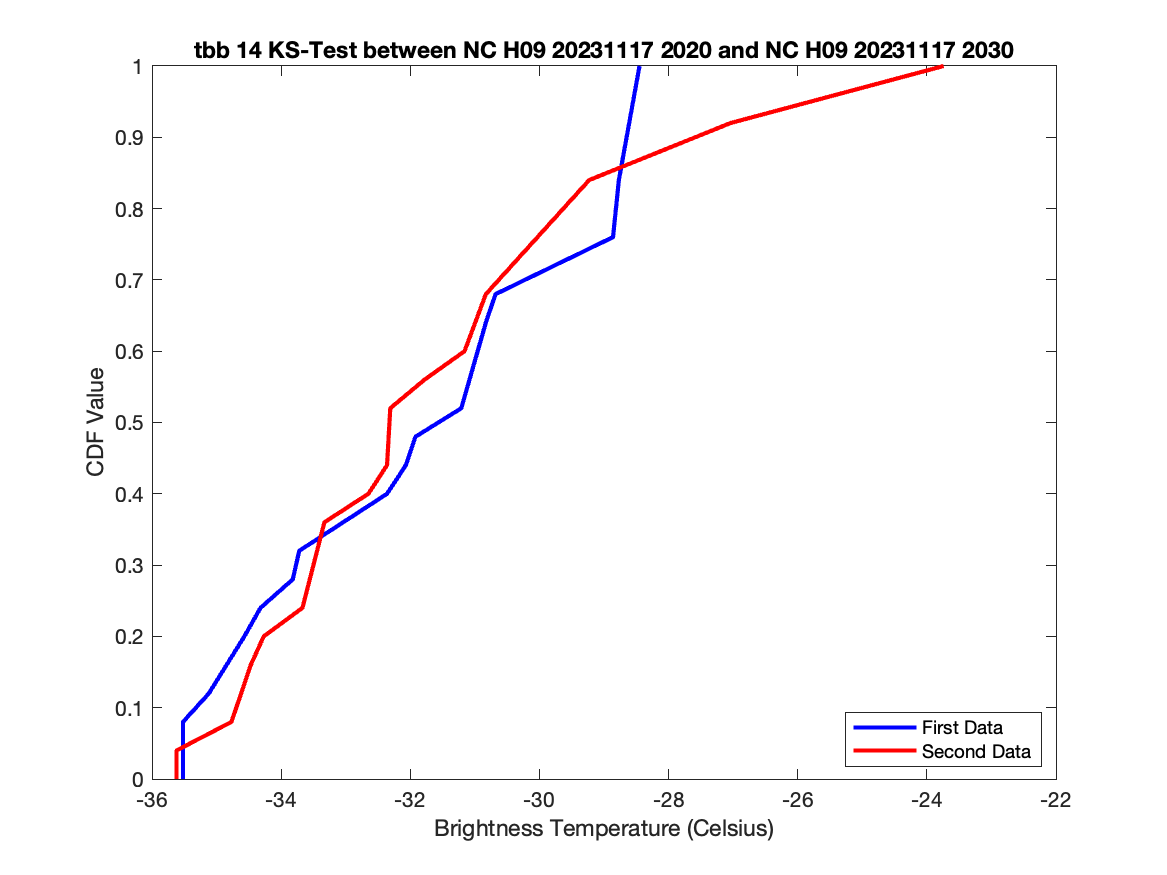 tbb 14 KS-Test between NC H09 20231117 2020 and NC H09 20231117 2030
1
0.9
0.8
0.7
0.6
0.5
0.4
0.3
0.2
0.1
0
CDF Value
First Data
Second Data
-36 -34 -32 -30 -28 -26 -24 -22
Brightness Temperature (Celsius)